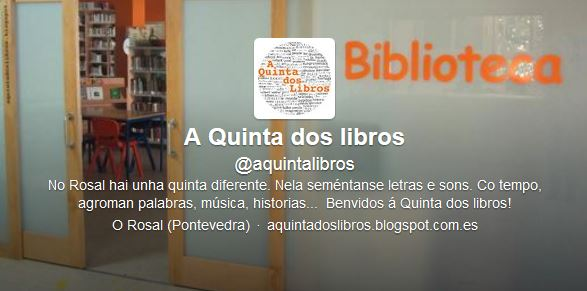 Biblioteca
A
Quinta
dos
Libros
A Quinta dos libros
@aquintalibros
No Rosal hai unha quinta diferente. Nela seméntanse letras e sons. Co tempo,
agroman palabras, música, historias... Benvidos á Quinta dos libros!
O Rosal (Pontevedra) · aquintadoslibros.blogspot.com.es